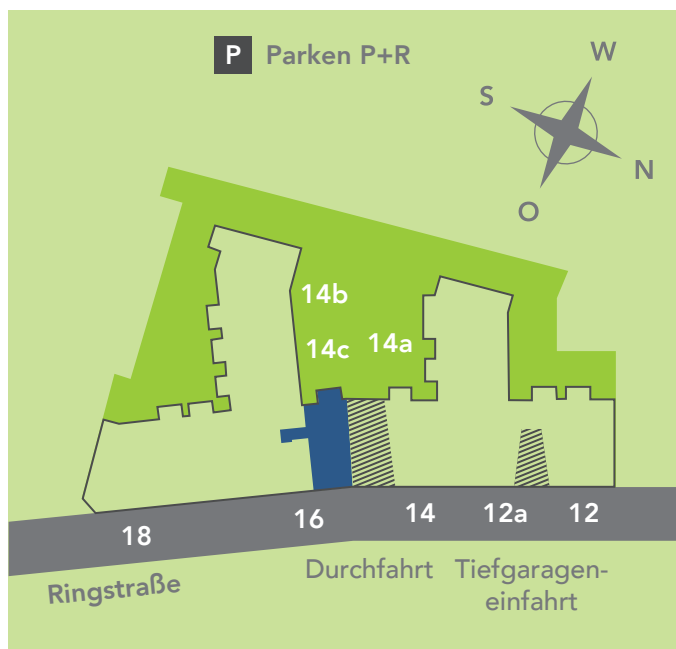 P Parken P+R
W
S
N
O
14b
14c 14a
18 16 14 12a 12
Ringstraße
Durchfahrt
Tiefgaragen-
einfahrt